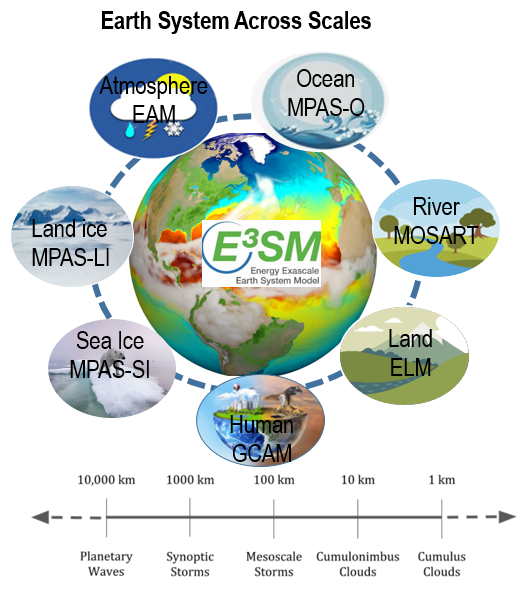 Earth System Across Scales
Atmosphere
EAM
Ocean
MPAS-O
Land ice
MPAS-LI
River
MOSART
E³SM
Energy Exascale
Earth System Model
Sea Ice
MPAS-SI
Land
ELM
Human
GCAM
10,000 km 1000 km 100 km 10 km 1 km
Planetary Synoptic Mesoscale Cumulonimbus Cumulus
Waves Storms Storms Clouds Clouds